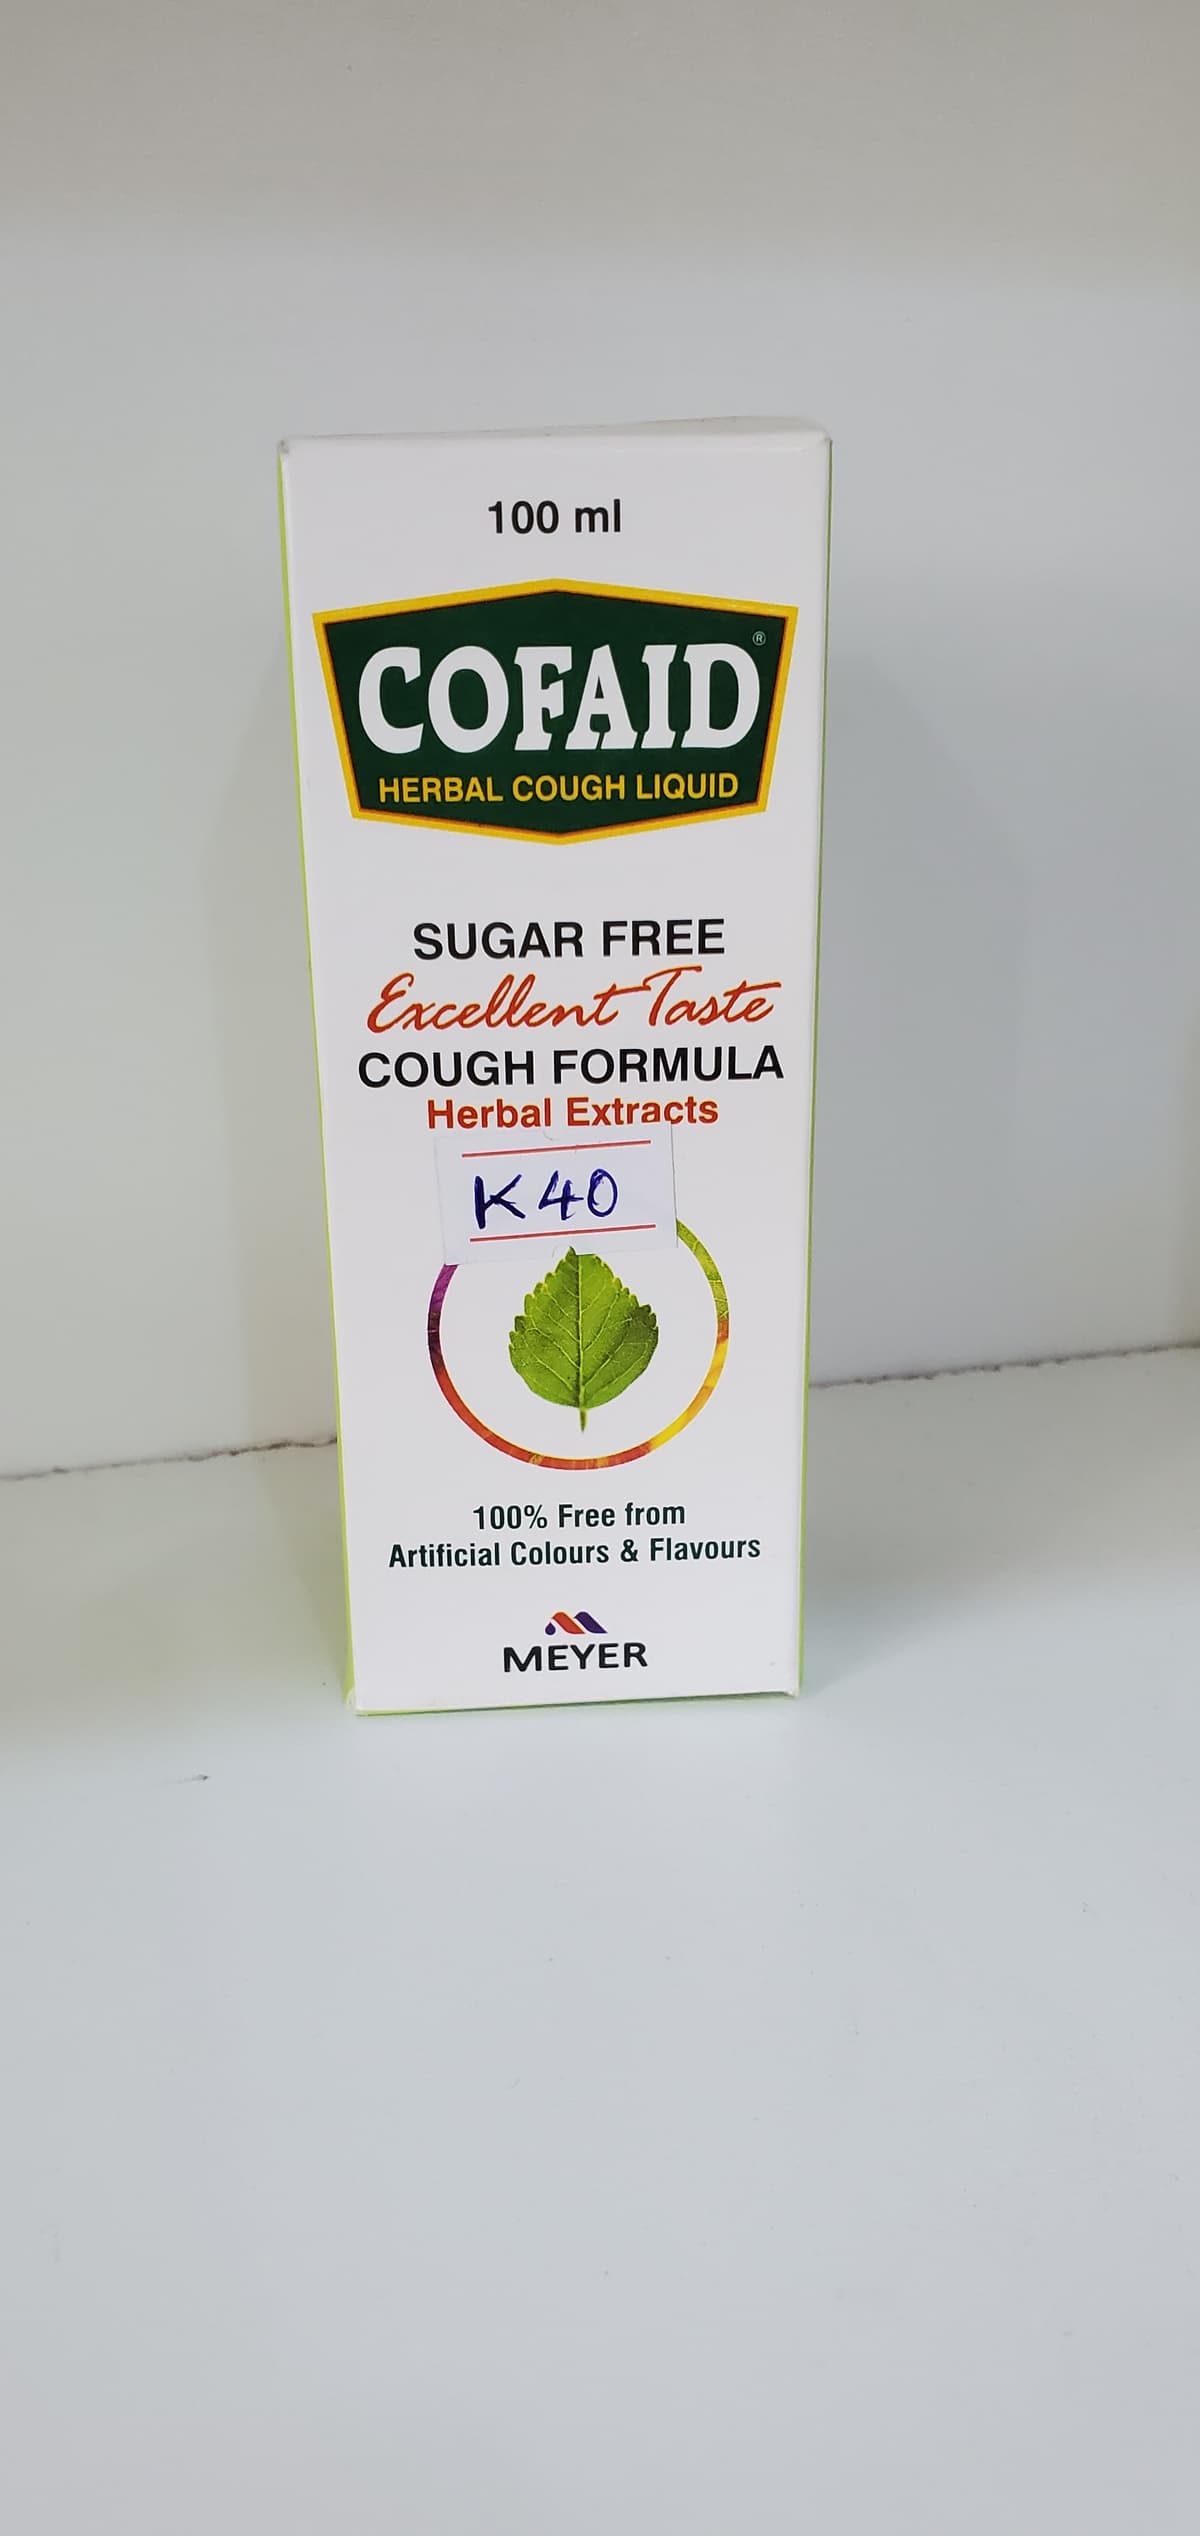 100 ml
COFAID®
HERBAL COUGH LIQUID
SUGAR FREE
Excellent Taste
COUGH FORMULA
Herbal Extracts
K40
100% Free from
Artificial Colours & Flavours
MEYER